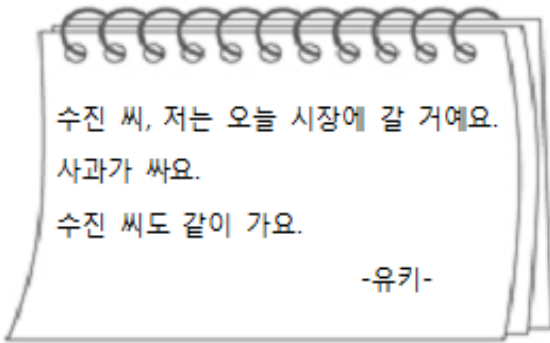 수진 씨, 저는 오늘 시장에 갈 거예요.
사과가 싸요.
수진 씨도 같이 가요.
-유키-